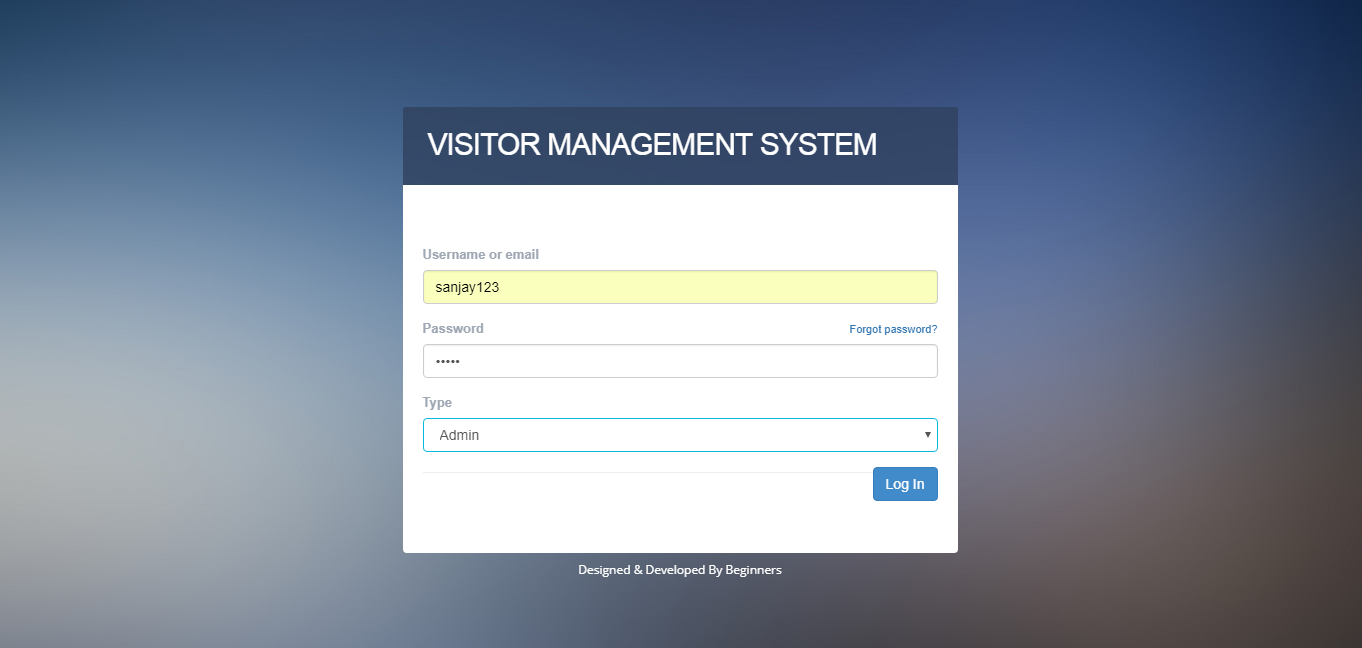 VISITOR MANAGEMENT SYSTEM
Username or email
sanjay123
Password Forgot password?
•••••
Type
Admin
Log In
Designed & Developed By Beginners